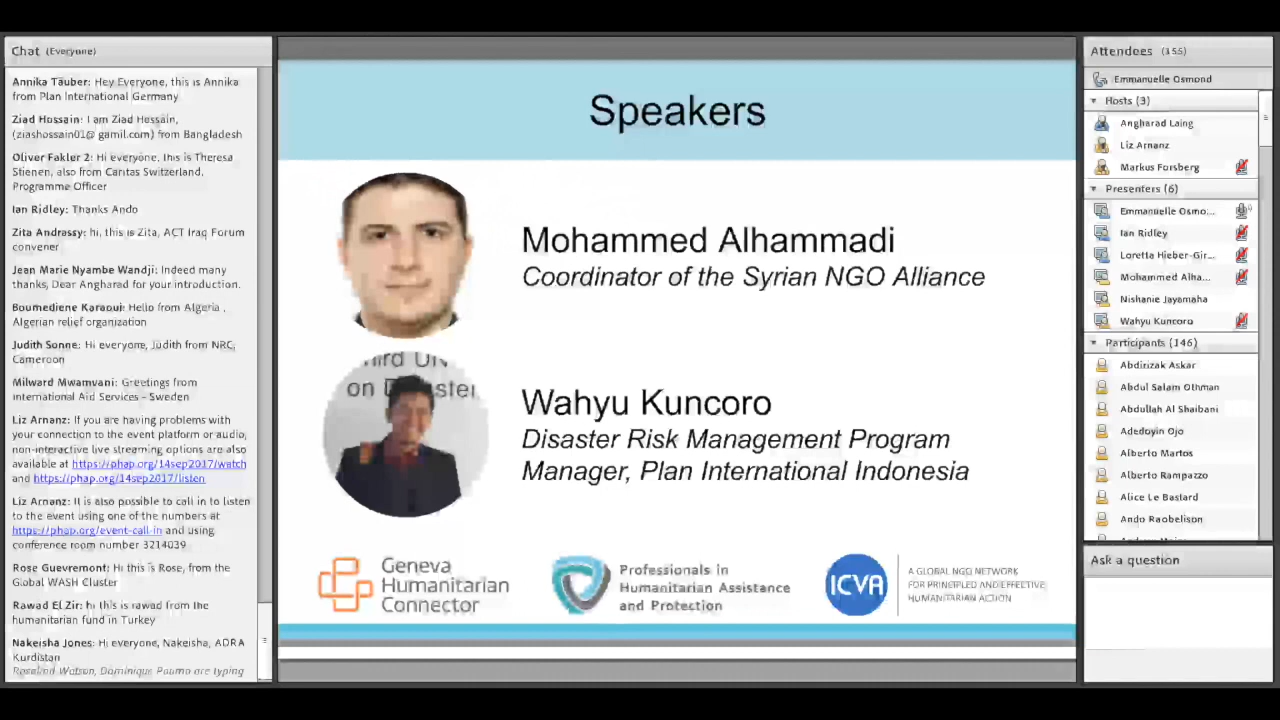 Chat (Everyone)
Annika Täuber: Hey Everyone, this is Annika
from Plan International Germany
Ziad Hossain: I am Ziad Hossain,
(ziashossain01@ gamil.com) from Bangladesh
Oliver Fakler 2: Hi everyone, this is Theresa
Stienen, also from Caritas Switzerland.
Programme Officer
Ian Ridley: Thanks Ando
Zita Andrassy: hi, this is Zita, ACT Iraq Forum
convener
Jean Marie Nyambe Wandji: Indeed many
thanks, Dear Angharad for your introduction.
Boumediene Karaoui: Hello from Algeria ,
Algerian relief organization
Judith Sonne: Hi everyone, Judith from NRC,
Cameroon
Milward Mwamvani: Greetings from
international Aid Services - Sweden
Liz Arnanz: If you are having problems with
your connection to the event platform or audio,
non-interactive live streaming options are also
available at https://phap.org/14sep2017/watch
and https://phap.org/14sep2017/listen
Liz Arnanz: It is also possible to call in to listen
to the event using one of the numbers at
https://phap.org/event-call-in and using
conference room number 3214039
Rose Guevremont: Hi this is Rose, from the
Global WASH Cluster
Rawad El Zir: hi this is rawad from the
humanitarian fund in Turkey
Nakeisha Jones: Hi everyone, Nakeisha, ADRA
Kurdistan
Rosalind Watson, Dominique Pouma are typing
Speakers
Mohammed Alhammadi
Coordinator of the Syrian NGO Alliance
on
Wahyu Kuncoro
Disaster Risk Management Program
Manager, Plan International Indonesia
Geneva
Humanitarian
Connector
Professionals in
Humanitarian Assistance
and Protection
ICVA
A GLOBAL NGO NETWORK
FOR PRINCIPLED AND EFFECTIVE
HUMANITARIAN ACTION
Attendees (155)
Emmanuelle Osmond
Hosts (3)
Angharad Laing
Liz Arnanz
Markus Forsberg
Presenters (6)
Emmanuelle Osmo...
Ian Ridley
Loretta Hieber-Gir...
Mohammed Alha...
Nishanie Jayamaha
Wahyu Kuncoro
Participants (146)
Abdirizak Askar
Abdul Salam Othman
Abdullah Al Shaibani
Adedoyin Ojo
Alberto Martos
Alberto Rampazzo
Alice Le Bastard
Ando Raobelison
Ask a question